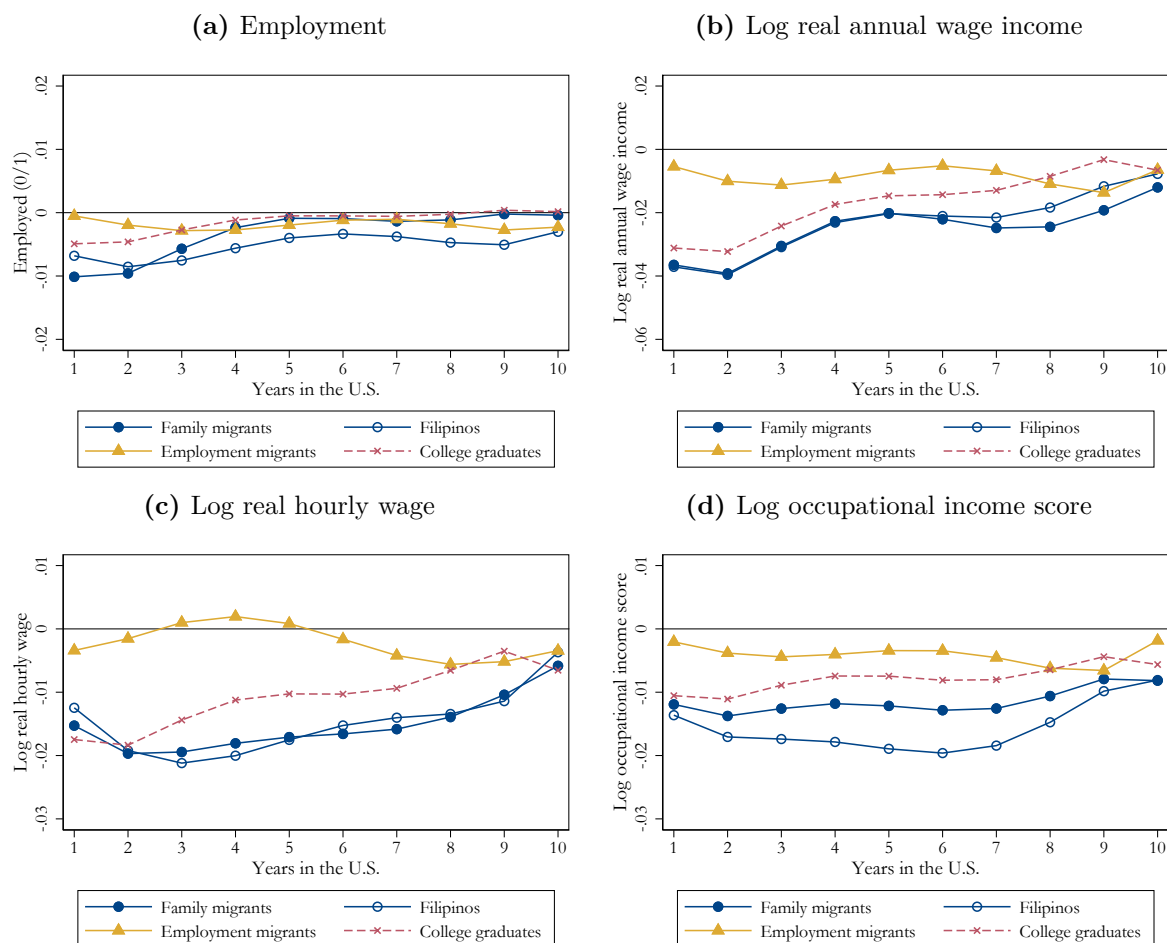 (a) Employment
Employed (0/1)
.02
.01
0
-.01
-.02
1 2 3 4 5 6 7 8 9 10
Years in the U.S.
Family migrants Filipinos
Employment migrants College graduates
(b) Log real annual wage income
Log real annual wage income
.02
0
-.02
-.04
-.06
1 2 3 4 5 6 7 8 9 10
Years in the U.S.
Family migrants Filipinos
Employment migrants College graduates
(c) Log real hourly wage
Log real hourly wage
.01
0
-.01
-.02
-.03
1 2 3 4 5 6 7 8 9 10
Years in the U.S.
Family migrants Filipinos
Employment migrants College graduates
(d) Log occupational income score
Log occupational income score
.01
0
-.01
-.02
-.03
1 2 3 4 5 6 7 8 9 10
Years in the U.S.
Family migrants Filipinos
Employment migrants College graduates